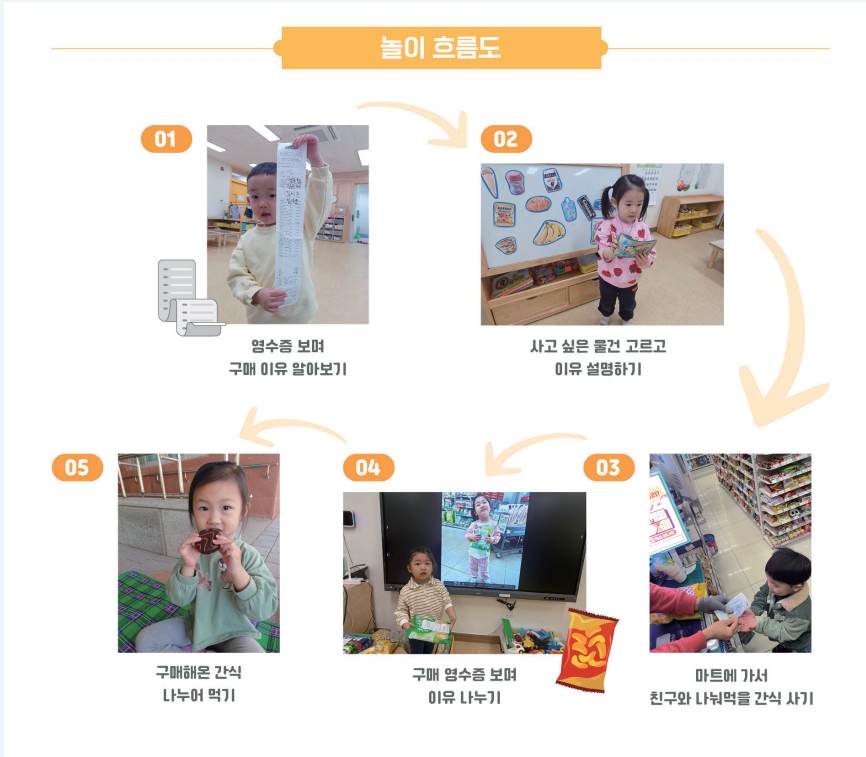 놀이 흐름도
01
영수증 보며
구매 이유 알아보기
02
사고 싶은 물건 고르고
이유 설명하기
03
마트에 가서
친구와 나눠먹을 간식 사기
04
구매 영수증 보며
이유 나누기
05
구매해온 간식
나누어 먹기